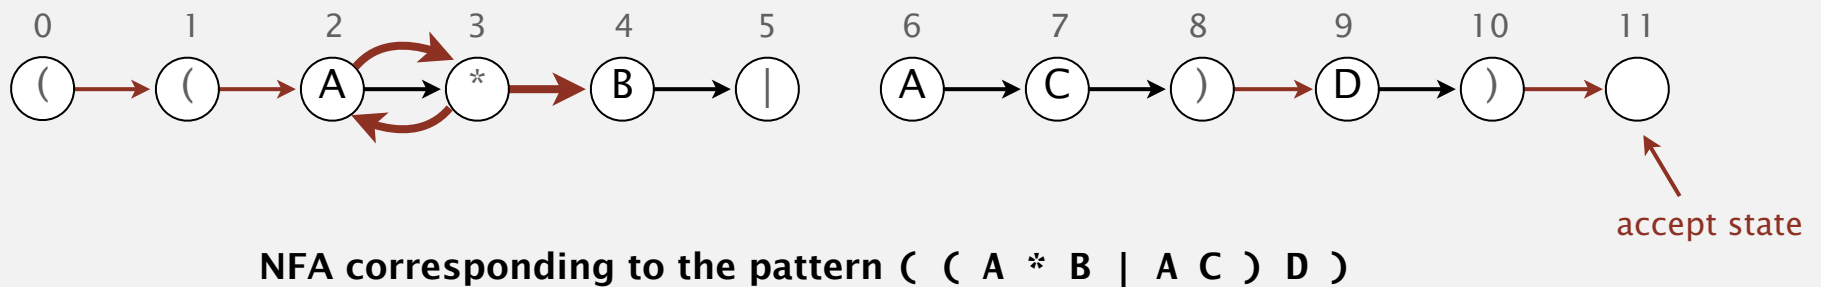 0 1 2 3 4 5 6 7 8 9 10 11
( ( A * B | A C ) D )
accept state
NFA corresponding to the pattern ( ( A * B | A C ) D )